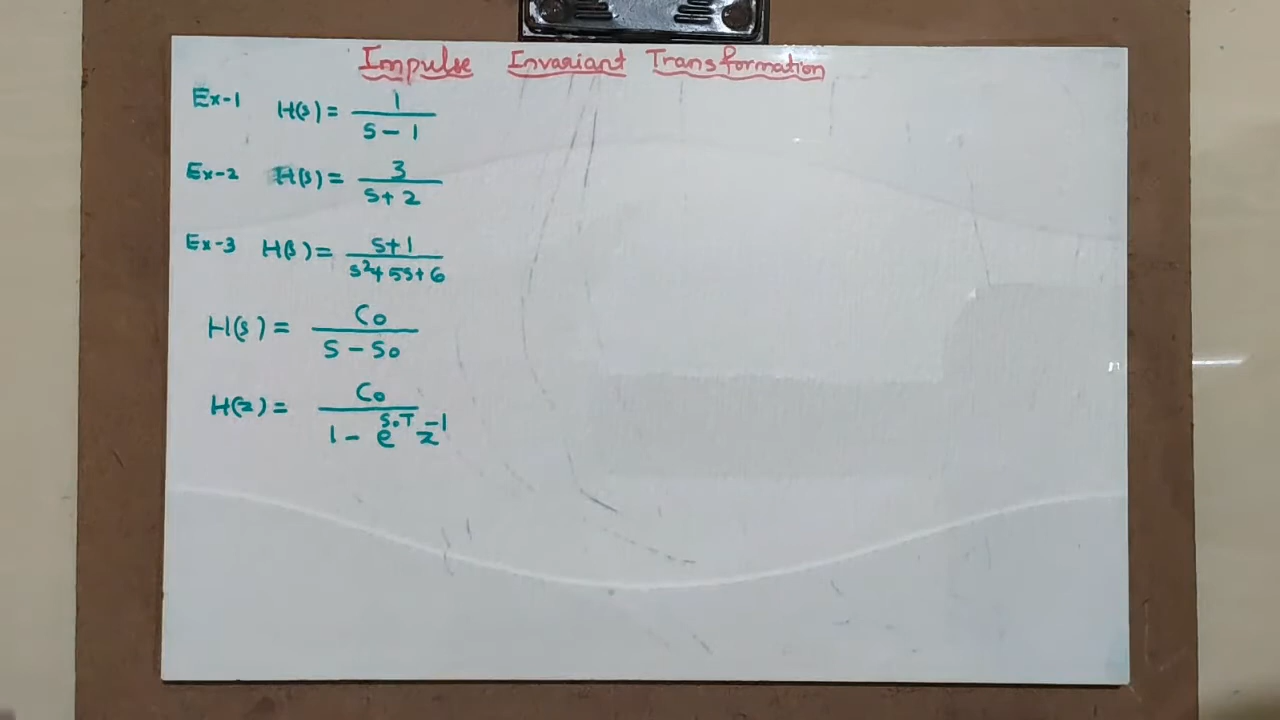 Impulse Invariant Transformation
Ex-1 H(s) = 1 / (s - 1)
Ex-2 H(s) = 3 / (s + 2)
Ex-3 H(s) = (s+1) / (s² + 5s + 6)
H(s) = C₀ / (s - s₀)
H(z) = C₀ / (1 - e^(s₀T) z⁻¹)